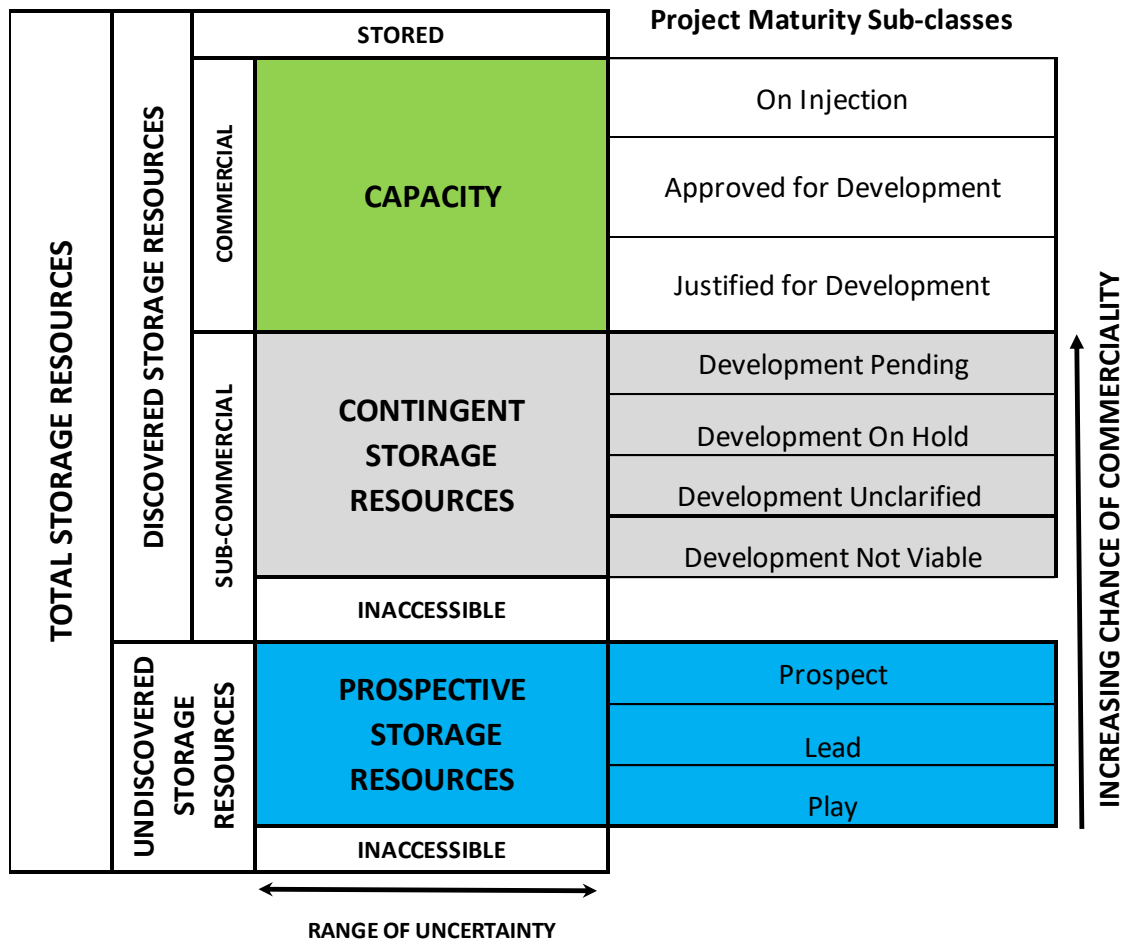 Project Maturity Sub-classes
STORED
TOTAL STORAGE RESOURCES
DISCOVERED STORAGE RESOURCES
COMMERCIAL
CAPACITY
On Injection
Approved for Development
Justified for Development
SUB-COMMERCIAL
CONTINGENT
STORAGE
RESOURCES
Development Pending
Development On Hold
Development Unclarified
Development Not Viable
INACCESSIBLE
UNDISCOVERED
STORAGE
RESOURCES
PROSPECTIVE
STORAGE
RESOURCES
Prospect
Lead
Play
INACCESSIBLE
RANGE OF UNCERTAINTY
INCREASING CHANCE OF COMMERCIALITY